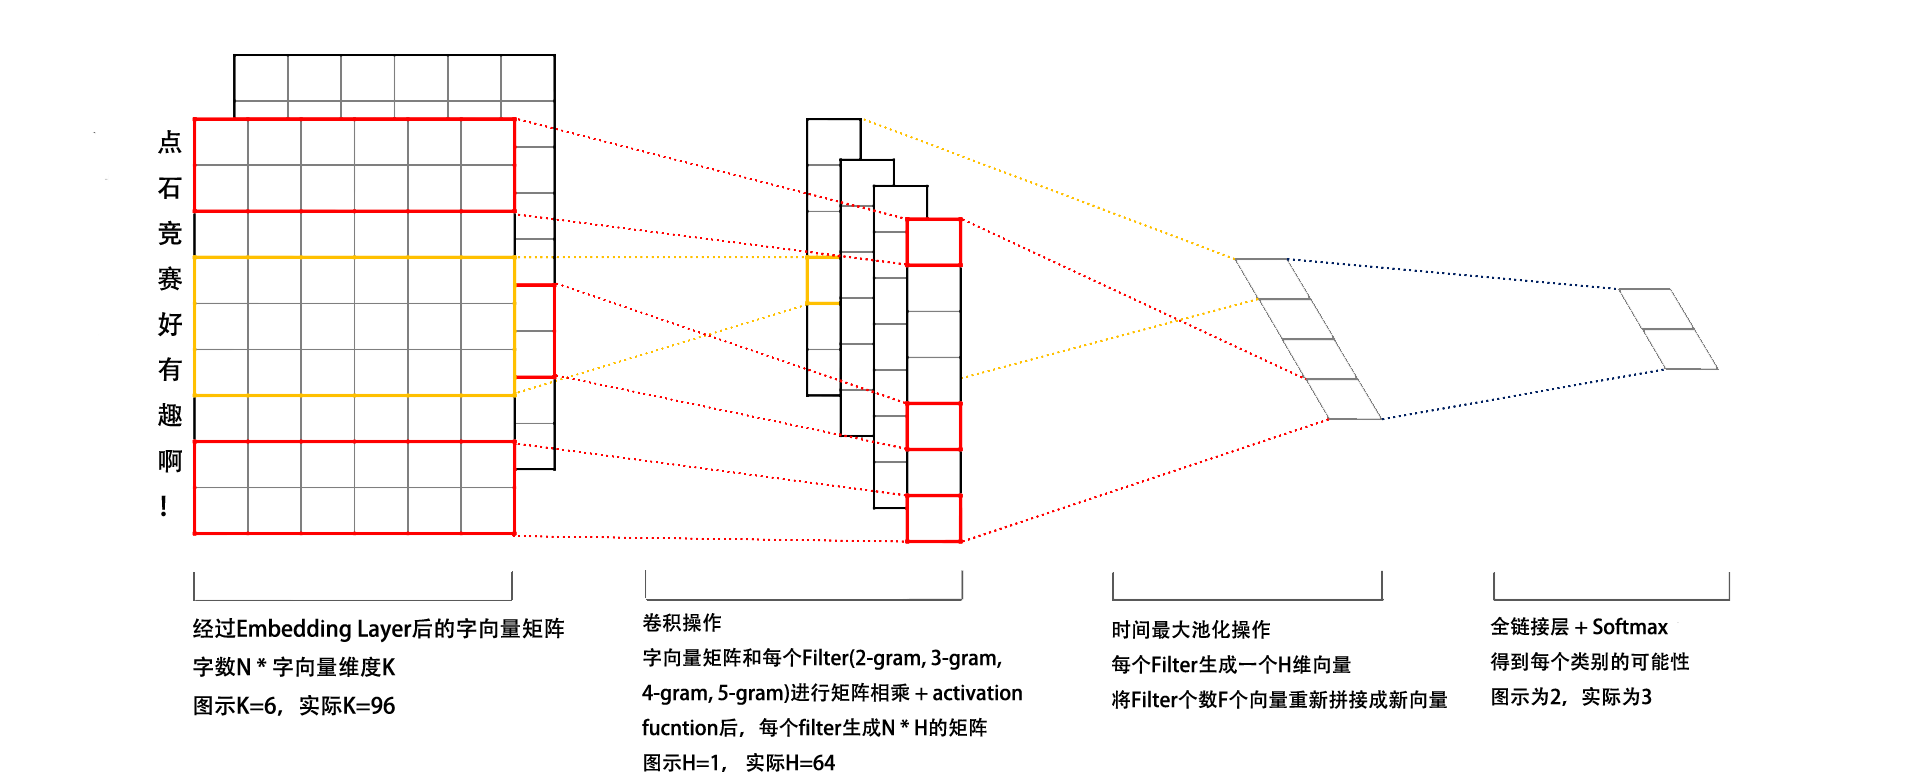 点
石
竞
赛
好
有
趣
啊
!
经过Embedding Layer后的字向量矩阵
字数N * 字向量维度K
图示K=6, 实际K=96
卷积操作
字向量矩阵和每个Filter(2-gram, 3-gram,
4-gram, 5-gram)进行矩阵相乘 + activation
fucntion后，每个filter生成N * H的矩阵
图示H=1, 实际H=64
时间最大池化操作
每个Filter生成一个H维向量
将Filter个数F个向量重新拼接成新向量
全链接层 + Softmax
得到每个类别的可能性
图示为2，实际为3